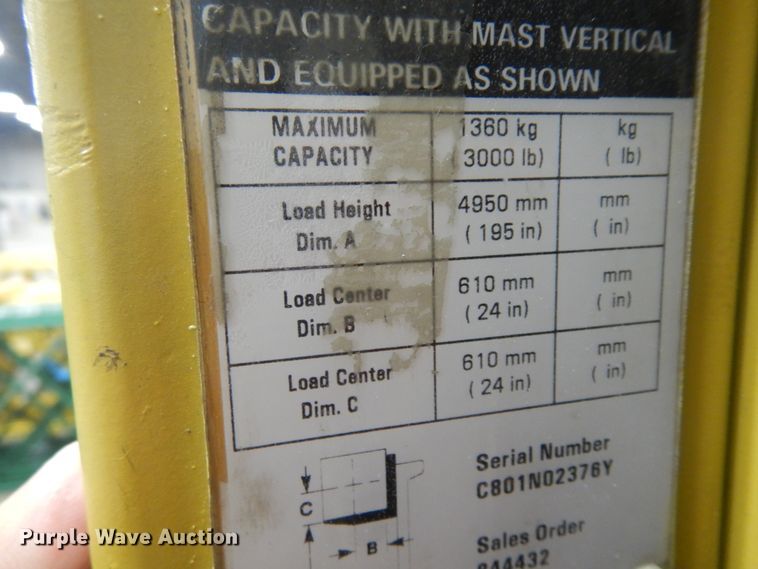 CAPACITY WITH MAST VERTICAL
AND EQUIPPED AS SHOWN
MAXIMUM CAPACITY
1360 kg
(3000 lb)
kg
( lb)
Load Height
Dim. A
4950 mm
( 195 in)
mm
( in)
Load Center
Dim. B
610 mm
( 24 in)
mm
( in)
Load Center
Dim. C
610 mm
( 24 in)
mm
( in)
C
B
Serial Number
C801N02376Y
Sales Order
Purple Wave Auction